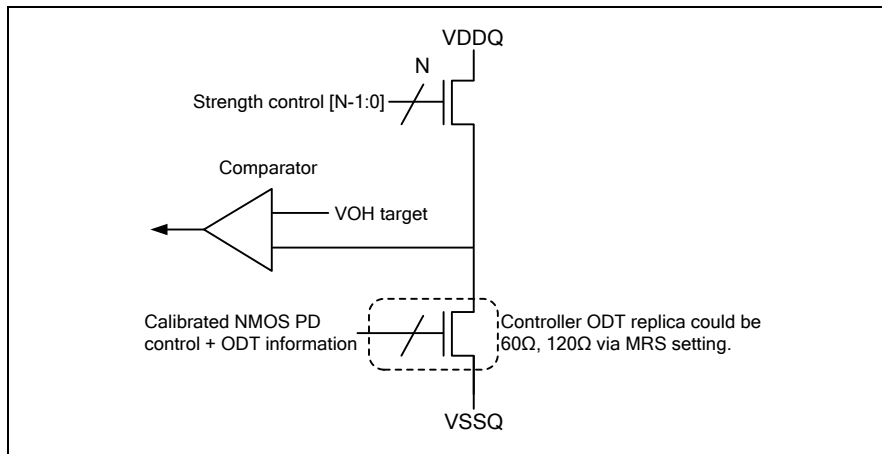 VDDQ
N
Strength control [N-1:0]
Comparator
VOH target
Calibrated NMOS PD
control + ODT information
Controller ODT replica could be
60Ω, 120Ω via MRS setting.
VSSQ